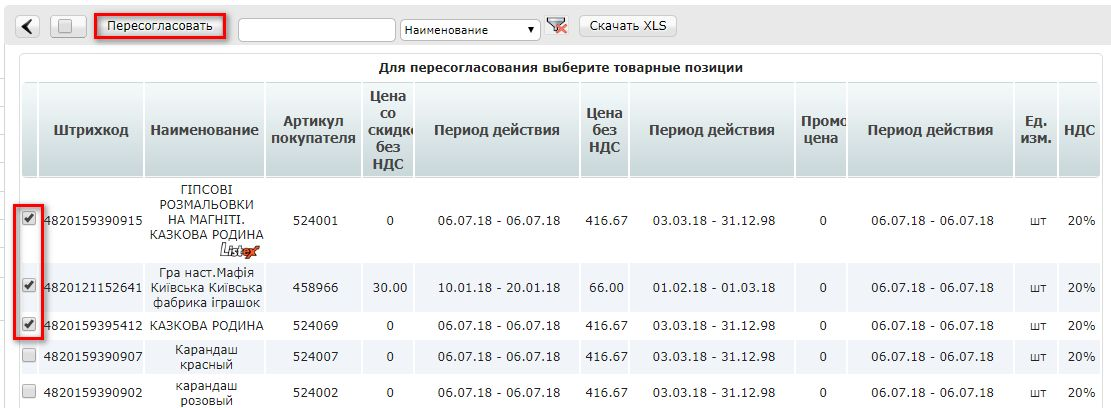 Пересогласовать Наименование Скачать XLS
Для пересогласования выберите товарные позиции
Штрихкод Наименование Артикул покупателя Цена со скидк без НДС Период действия Цена без НДС Период действия Промо цена Период действия Ед. изм. НДС
4820159390915 ГІПСОВІ РОЗМАЛЬОВКИ НА МАГНІТІ. КАЗКОВА РОДИНА 524001 0 06.07.18 - 06.07.18 416.67 03.03.18 - 31.12.98 0 06.07.18 - 06.07.18 шт 20%
Listex
4820121152641 Гра наст.Мафія Київська Київська фабрика іграшок 458966 30.00 10.01.18 - 20.01.18 66.00 01.02.18 - 01.03.18 0 06.07.18 - 06.07.18 шт 20%
4820159395412 КАЗКОВА РОДИНА 524069 0 06.07.18 - 06.07.18 416.67 03.03.18 - 31.12.98 0 06.07.18 - 06.07.18 шт 20%
4820159390907 Карандаш красный 524007 0 06.07.18 - 06.07.18 416.67 03.03.18 - 31.12.98 0 06.07.18 - 06.07.18 шт 20%
4820159390902 карандаш розовый 524002 0 06.07.18 - 06.07.18 416.67 03.03.18 - 31.12.98 0 06.07.18 - 06.07.18 шт 20%